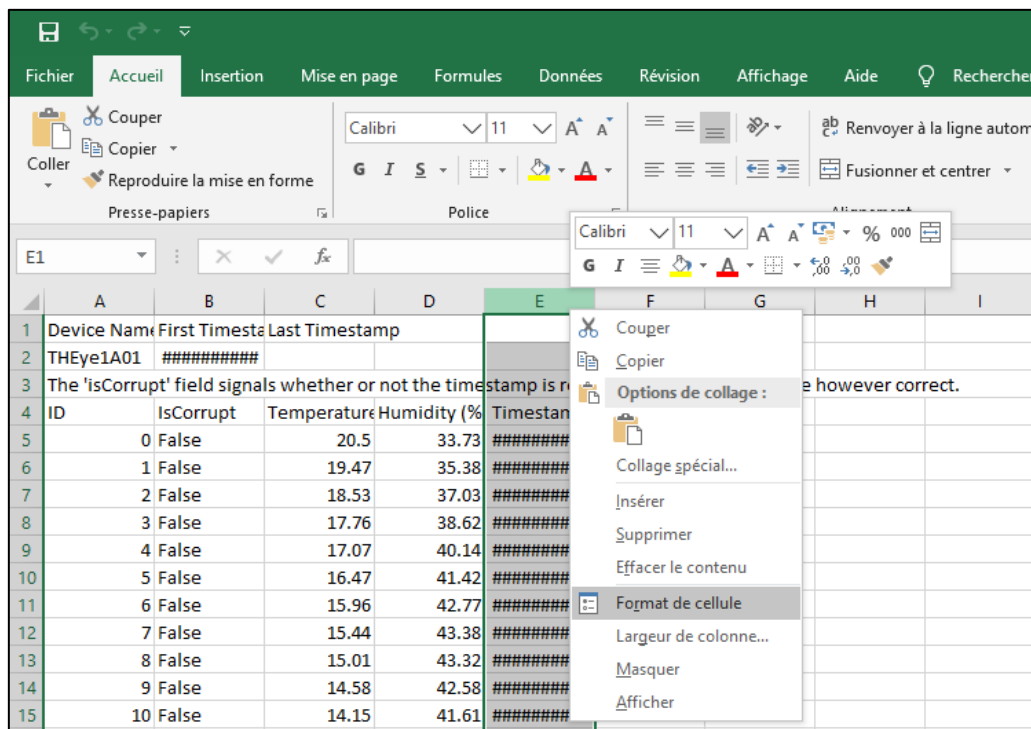 Fichier Accueil Insertion Mise en page Formules Données Révision Affichage Aide Rechercher
Couper
Copier
Reproduire la mise en forme
Coller
Presse-papiers
Calibri 11 A A
G I S A
Police
ab Renvoyer à la ligne autom
Fusionner et centrer
Calibri 11 A A % 000
G I A ,00 ,00
E1 fx
A B C D E F G H I
1 Device Name First Timesta Last Timestamp
2 THEye1A01 ##########
3 The 'isCorrupt' field signals whether or not the timestamp is r e however correct.
4 ID IsCorrupt Temperature Humidity (% Timestam
5 0 False 20.5 33.73 ########
6 1 False 19.47 35.38 ########
7 2 False 18.53 37.03 ########
8 3 False 17.76 38.62 ########
9 4 False 17.07 40.14 ########
10 5 False 16.47 41.42 ########
11 6 False 15.96 42.77 ########
12 7 False 15.44 43.38 ########
13 8 False 15.01 43.32 ########
14 9 False 14.58 42.58 ########
15 10 False 14.15 41.61 ########
Couper
Copier
Options de collage :
Collage spécial...
Insérer
Supprimer
Effacer le contenu
Format de cellule
Largeur de colonne...
Masquer
Afficher